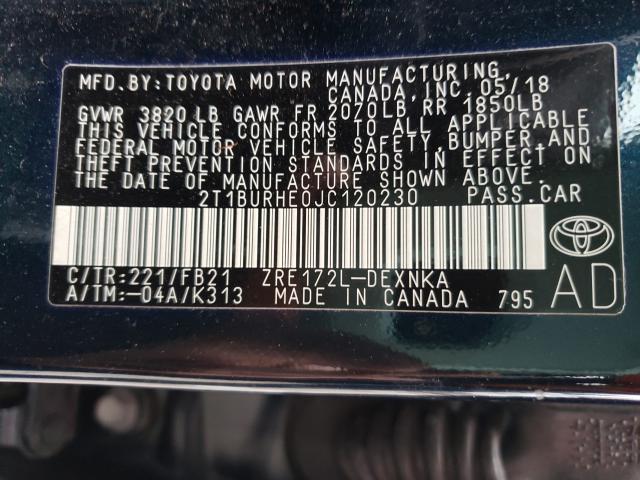 MFD.BY:TOYOTA MOTOR MANUFACTURING,
CANADA,INC. 05/18
GVWR 3820 LB GAWR FR 2070LB, RR 1850LB
THIS VEHICLE CONFORMS TO ALL APPLICABLE
FEDERAL MOTOR VEHICLE SAFETY,BUMPER,AND
THEFT PREVENTION STANDARDS IN EFFECT ON
THE DATE OF MANUFACTURE SHOWN ABOVE.
2T1BURHE0JC120230 PASS.CAR
C/TR:221/FB21 ZRE172L-DEXNKA
A/TM:-04A/K313 MADE IN CANADA 795
AD